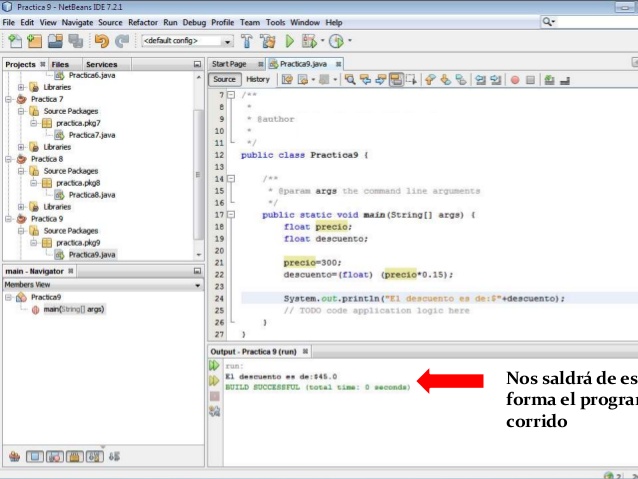 Practica 9 - NetBeans IDE 7.2.1
File Edit View Navigate Source Refactor Run Debug Profile Team Tools Window Help
<default config>
Projects Files Services
Practica6.java
Libraries
Practica 7
Source Packages
practica.pkg7
Practica7.java
Libraries
Practica 8
Source Packages
practica.pkg8
Practica8.java
Libraries
Practica 9
Source Packages
practica.pkg9
Practica9.java
main - Navigator
Members View
Practica9
main(String[] args)
Start Page Practica9.java
Source History
7 /**
8 *
9 * @author
10 *
11 */
12 public class Practica9 {
13
14 /**
15 * @param args the command line arguments
16 */
17 public static void main(String[] args) {
18 float precio;
19 float descuento;
20
21 precio=300;
22 descuento=(float) (precio*0.15);
23
24 System.out.println("El descuento es de:$"+descuento);
25 // TODO code application logic here
26 }
27 }
Output - Practica 9 (run)
run:
El descuento es de:$45.0
BUILD SUCCESSFUL (total time: 0 seconds)
Nos saldrá de es
forma el progra
corrido
2